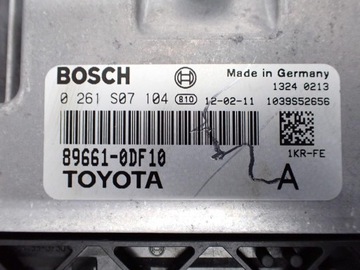 BOSCH
Made in Germany
1324 0213
0 261 S07 104 810 12-02-11 1039S52656
89661-0DF10
1KR-FE
TOYOTA
A